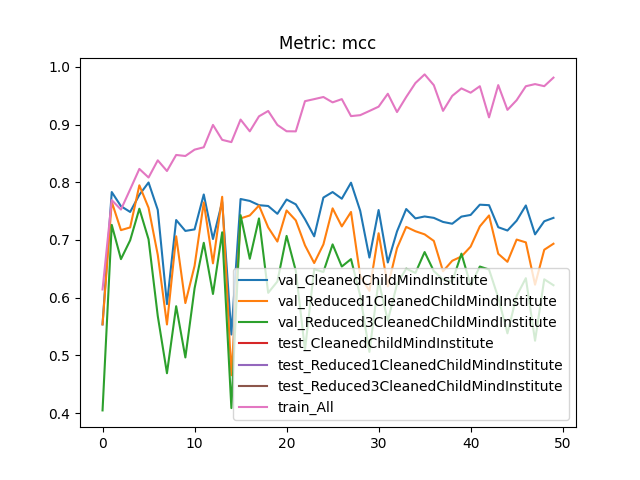 Metric: mcc
1.0
0.9
0.8
0.7
0.6
0.5
0.4
val_CleanedChildMindInstitute
val_Reduced1CleanedChildMindInstitute
val_Reduced3CleanedChildMindInstitute
test_CleanedChildMindInstitute
test_Reduced1CleanedChildMindInstitute
test_Reduced3CleanedChildMindInstitute
train_All
0 10 20 30 40 50